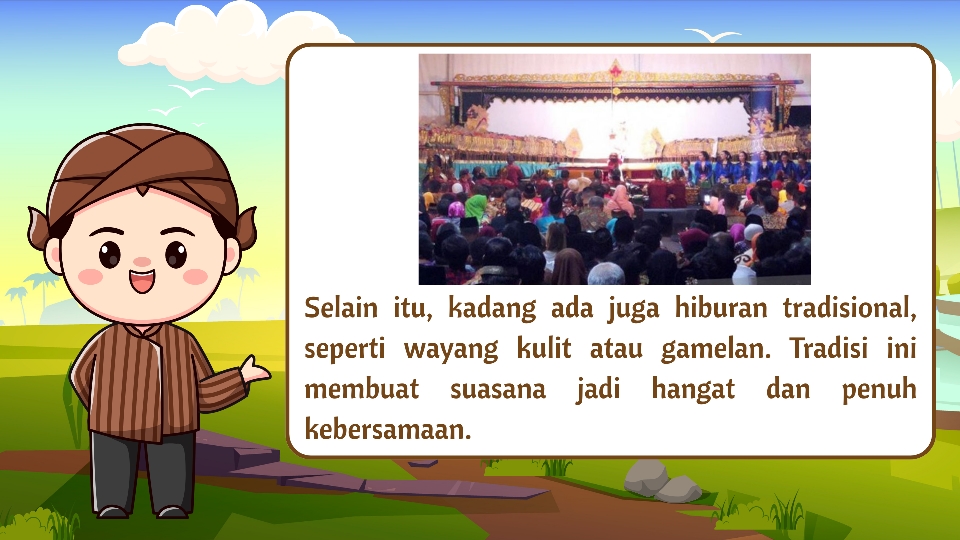 Selain itu, kadang ada juga hiburan tradisional,
seperti wayang kulit atau gamelan. Tradisi ini
membuat suasana jadi hangat dan penuh
kebersamaan.